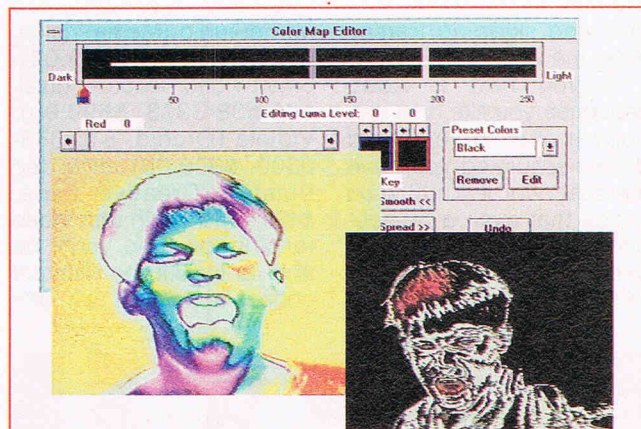 Color Map Editor
Dark
Light
50 100 150 200 250
Editing Luma Level: 0 - 0
Red 0
Preset Colors
Black
Key
Remove Edit
Smooth <<
Spread >>
Undo